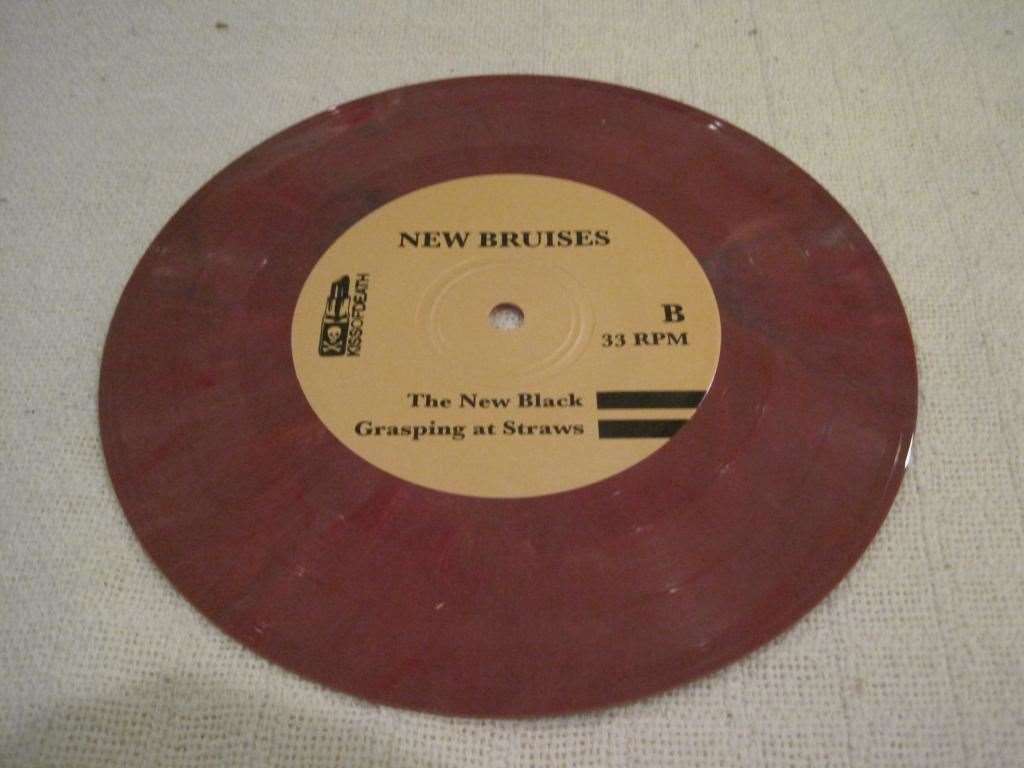 NEW BRUISES
KISSOFDEATH
B
33 RPM
The New Black
Grasping at Straws